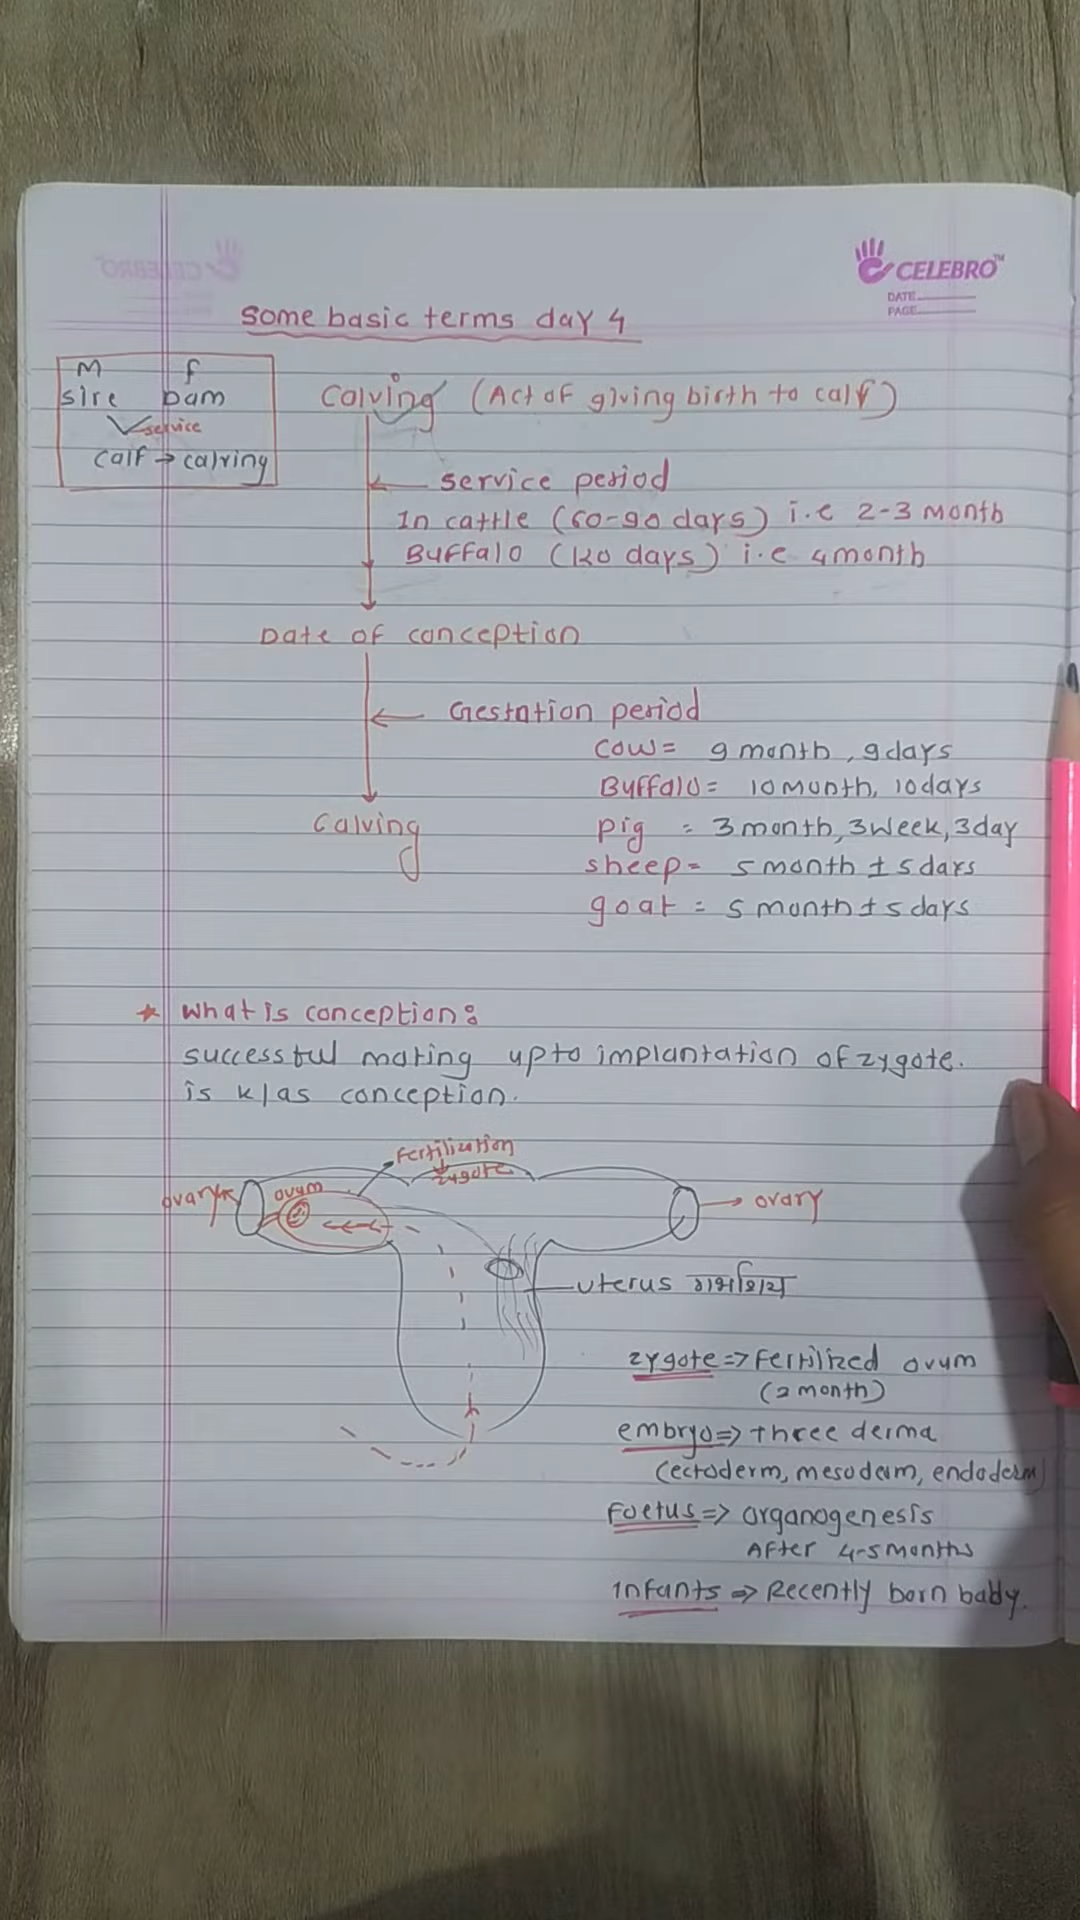 CELEBRO™
DATE
PAGE
some basic terms day 4
M f
sire Dam
service
calf → calving
Calving (Act of giving birth to calf)
service period
In cattle (60-90 days) i.e 2-3 month
Buffalo (120 days) i.e 4 month
Date of conception
Gestation period
cow = 9 month, 9 days
Buffalo = 10 month, 10 days
Calving
pig = 3 month, 3 week, 3 day
sheep = 5 month ± 5 days
goat = 5 month ± 5 days
* what is conception:
successful mating upto implantation of zygote.
is k/as conception.
fertilization
zygote
ovary ovum
→ ovary
uterus गर्भाशय
zygote => Fertilized ovum
(2 month)
embryo => three derma
(ectoderm, mesoderm, endoderm)
Foetus => organogenesis
After 4-5 months
Infants => Recently born baby.